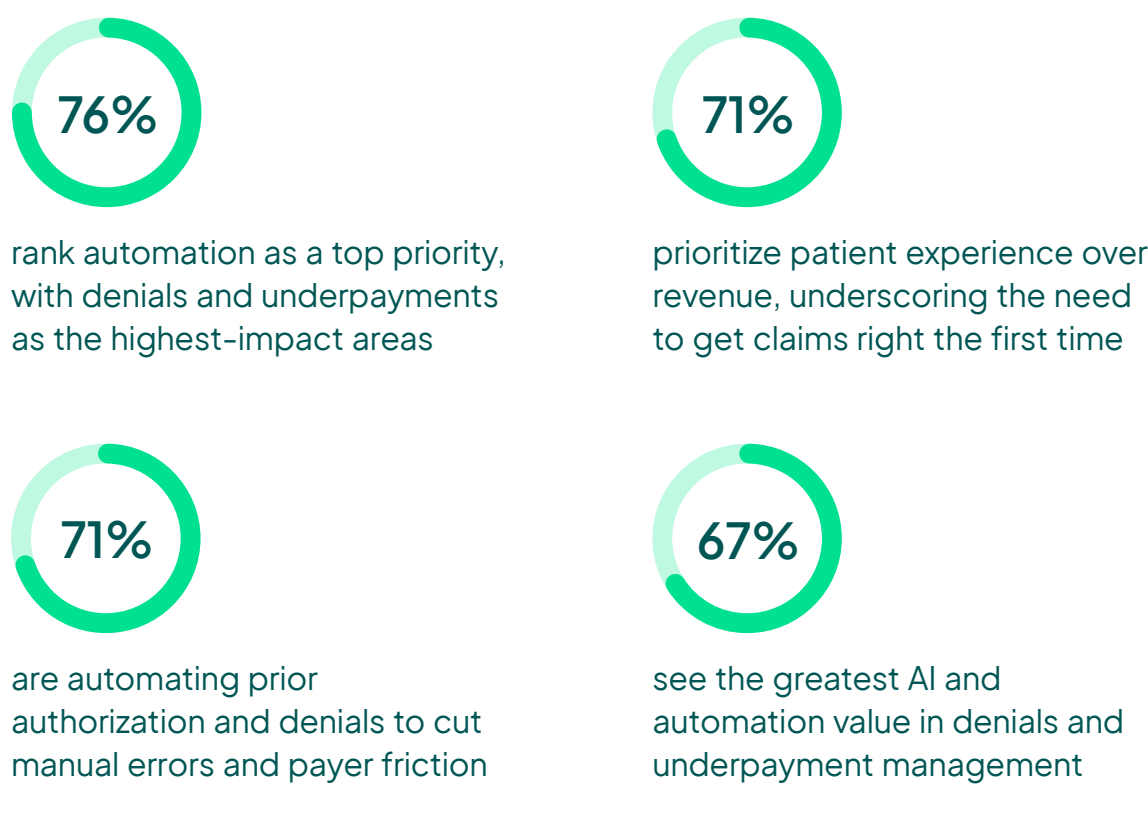 76%
rank automation as a top priority,
with denials and underpayments
as the highest-impact areas
71%
prioritize patient experience over
revenue, underscoring the need
to get claims right the first time
71%
are automating prior
authorization and denials to cut
manual errors and payer friction
67%
see the greatest AI and
automation value in denials and
underpayment management